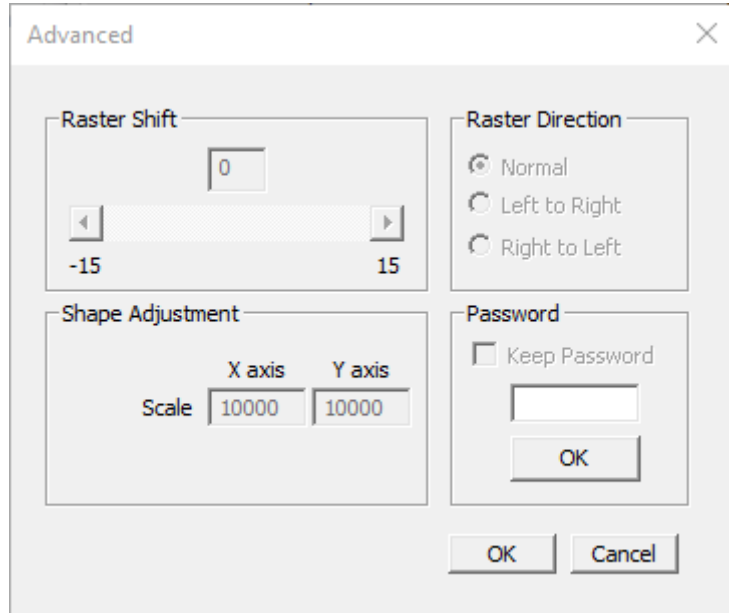 Advanced
Raster Shift
0
-15 15
Raster Direction
Normal
Left to Right
Right to Left
Shape Adjustment
X axis Y axis
Scale 10000 10000
Password
Keep Password
OK
OK Cancel